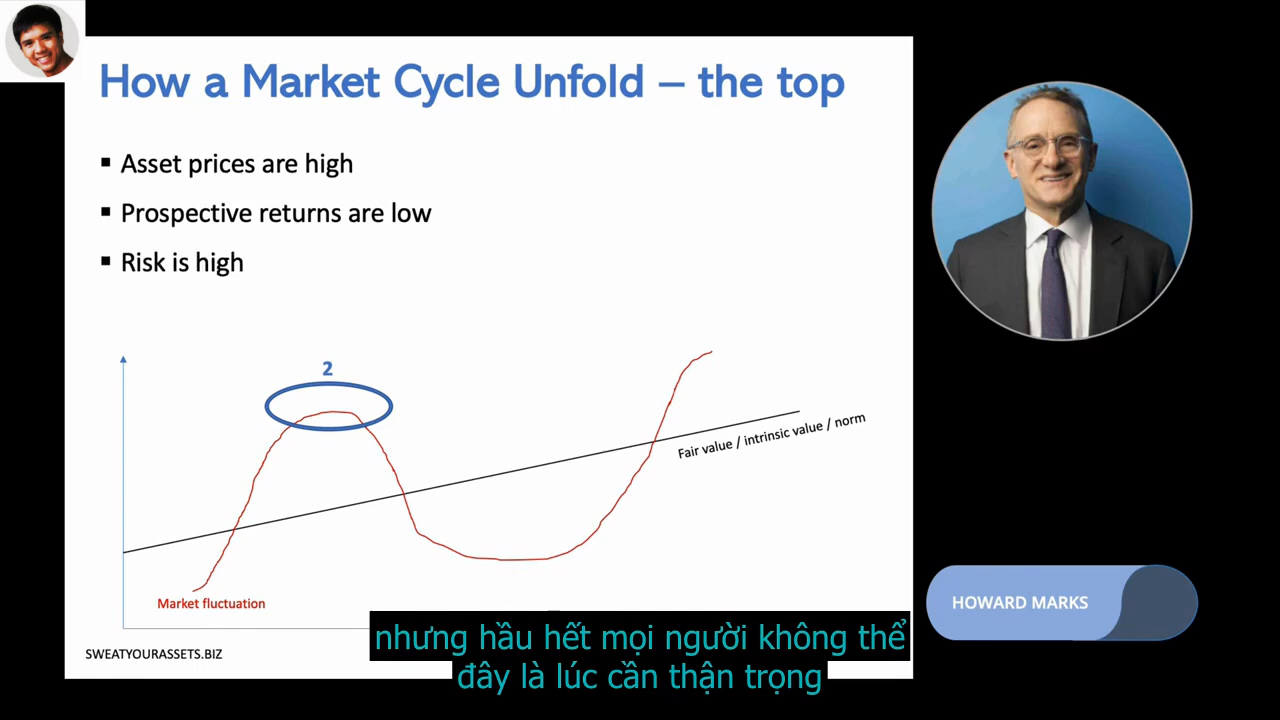 How a Market Cycle Unfold – the top
▪ Asset prices are high
▪ Prospective returns are low
▪ Risk is high
2
Fair value / intrinsic value / norm
Market fluctuation
HOWARD MARKS
SWEATYOURASSETS.BIZ
nhưng hầu hết mọi người không thể
đây là lúc cần thận trọng